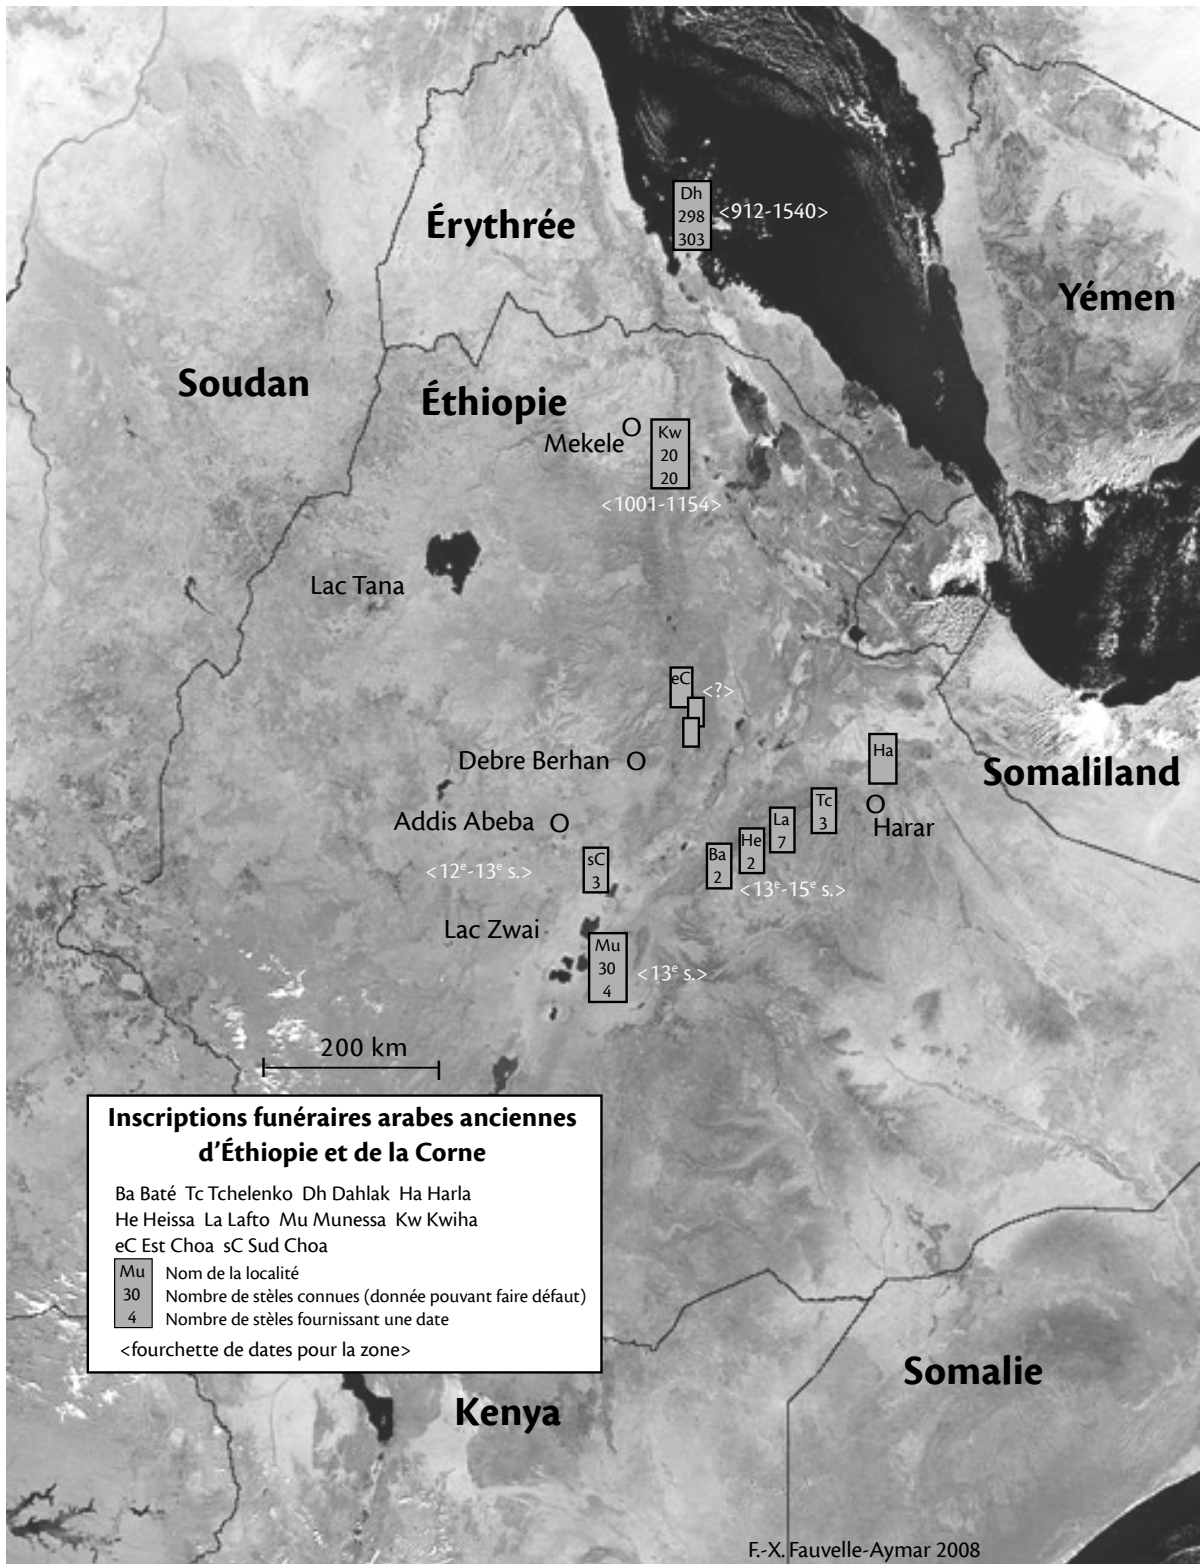 Dh
298
303
<912-1540>
Érythrée
Yémen
Soudan
Éthiopie
Mekele
Kw
20
20
<1001-1154>
Lac Tana
eC
<?>
Debre Berhan
Ha
Somaliland
Harar
Tc
3
La
7
He
2
Ba
2
<13e-15e s.>
Addis Abeba
sC
3
<12e-13e s.>
Lac Zwai
Mu
30
4
<13e s.>
200 km
Inscriptions funéraires arabes anciennes
d'Éthiopie et de la Corne
Ba Baté Tc Tchelenko Dh Dahlak Ha Harla
He Heissa La Lafto Mu Munessa Kw Kwiha
eC Est Choa sC Sud Choa
Mu Nom de la localité
30 Nombre de stèles connues (donnée pouvant faire défaut)
4 Nombre de stèles fournissant une date
<fourchette de dates pour la zone>
Somalie
Kenya
F.-X. Fauvelle-Aymar 2008